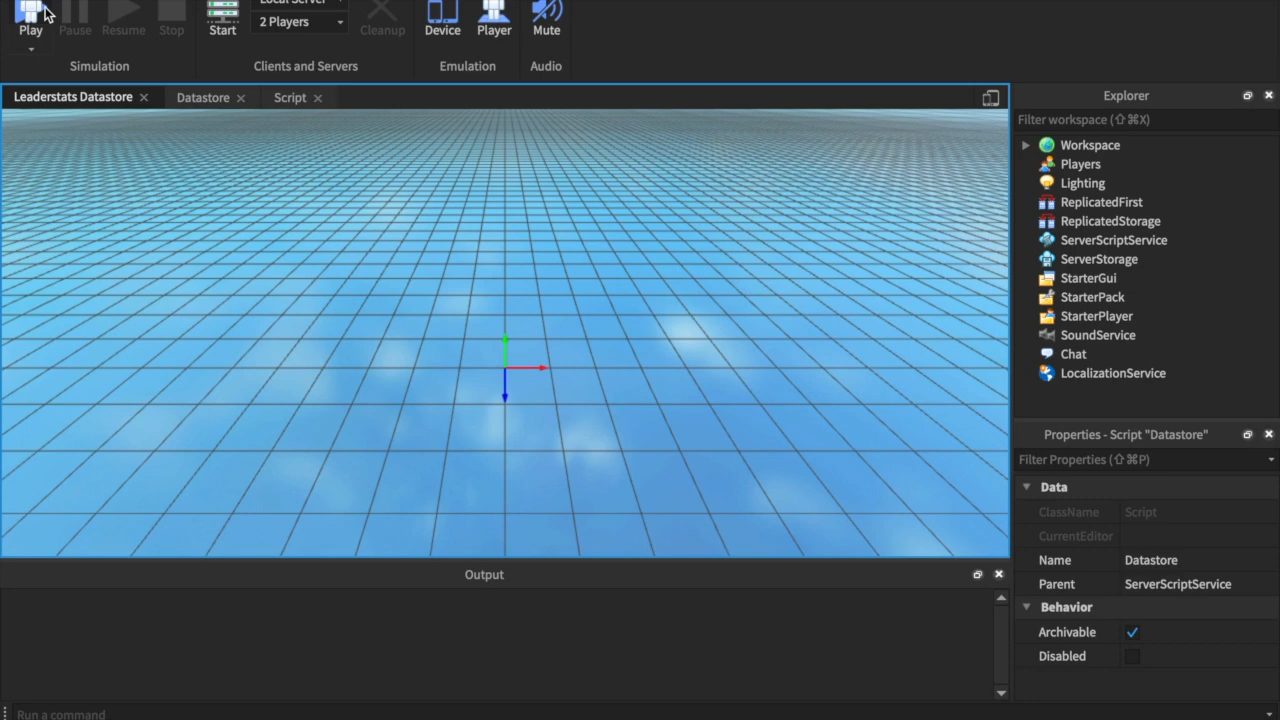 Local Server
Play Pause Resume Stop Start 2 Players Cleanup Device Player Mute
Simulation Clients and Servers Emulation Audio
Leaderstats Datastore Datastore Script
Explorer
Filter workspace (⇧⌘X)
Workspace
Players
Lighting
ReplicatedFirst
ReplicatedStorage
ServerScriptService
ServerStorage
StarterGui
StarterPack
StarterPlayer
SoundService
Chat
LocalizationService
Properties - Script "Datastore"
Filter Properties (⇧⌘P)
Data
ClassName Script
CurrentEditor
Name Datastore
Parent ServerScriptService
Behavior
Archivable
Disabled
Output
Run a command